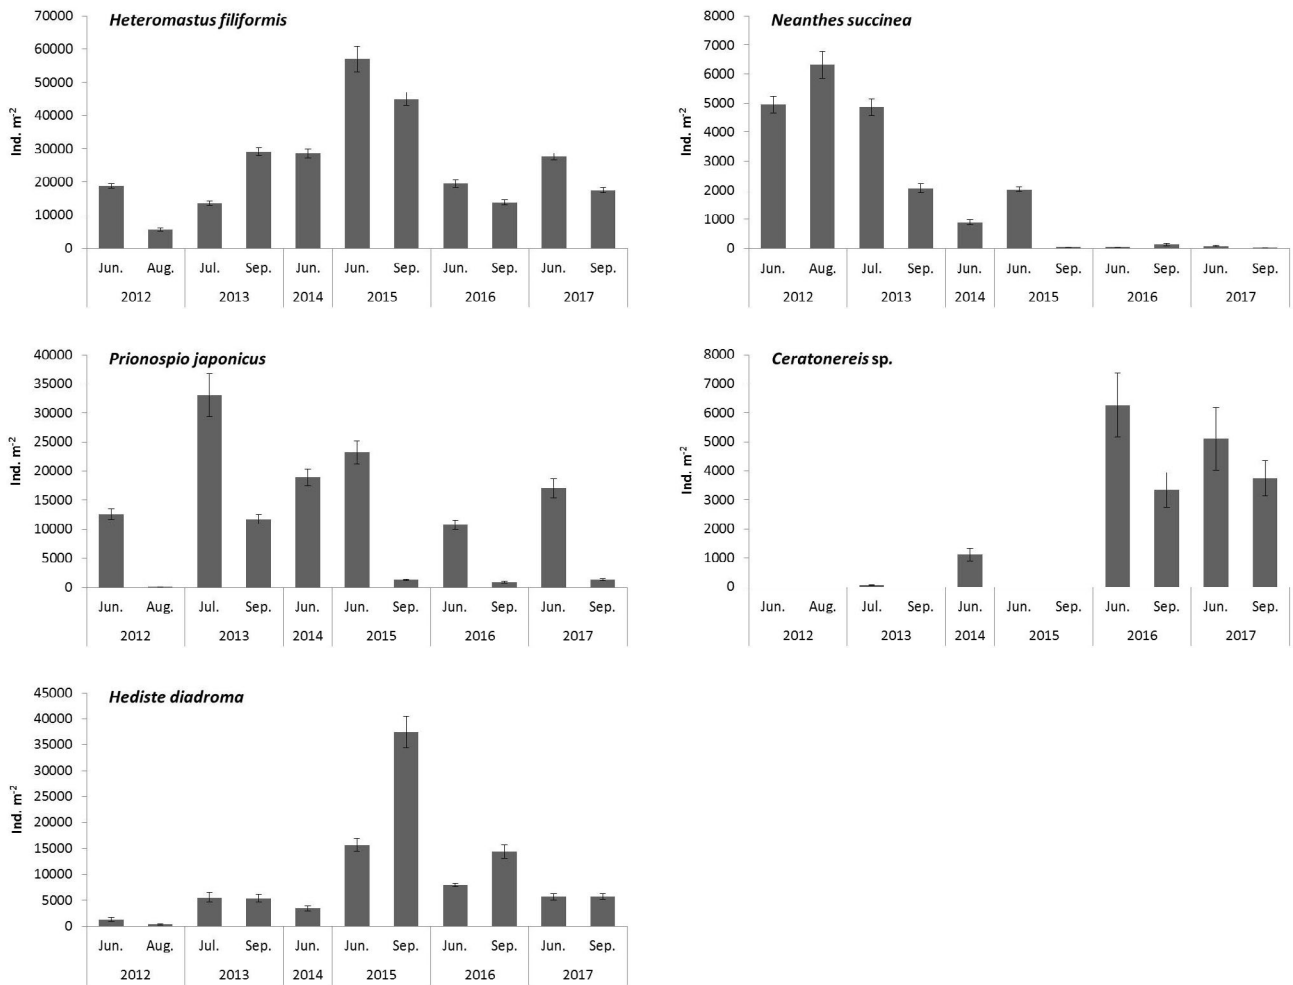 Heteromastus filiformis
70000
60000
50000
40000
30000
20000
10000
0
Ind. m-2
Jun. Aug. Jul. Sep. Jun. Jun. Sep. Jun. Sep. Jun. Sep.
2012 2013 2014 2015 2016 2017
Neanthes succinea
8000
7000
6000
5000
4000
3000
2000
1000
0
Ind. m-2
Jun. Aug. Jul. Sep. Jun. Jun. Sep. Jun. Sep. Jun. Sep.
2012 2013 2014 2015 2016 2017
Prionospio japonicus
40000
35000
30000
25000
20000
15000
10000
5000
0
Ind. m-2
Jun. Aug. Jul. Sep. Jun. Jun. Sep. Jun. Sep. Jun. Sep.
2012 2013 2014 2015 2016 2017
Ceratonereis sp.
8000
7000
6000
5000
4000
3000
2000
1000
0
Ind. m-2
Jun. Aug. Jul. Sep. Jun. Jun. Sep. Jun. Sep. Jun. Sep.
2012 2013 2014 2015 2016 2017
Hediste diadroma
45000
40000
35000
30000
25000
20000
15000
10000
5000
0
Ind. m-2
Jun. Aug. Jul. Sep. Jun. Jun. Sep. Jun. Sep. Jun. Sep.
2012 2013 2014 2015 2016 2017